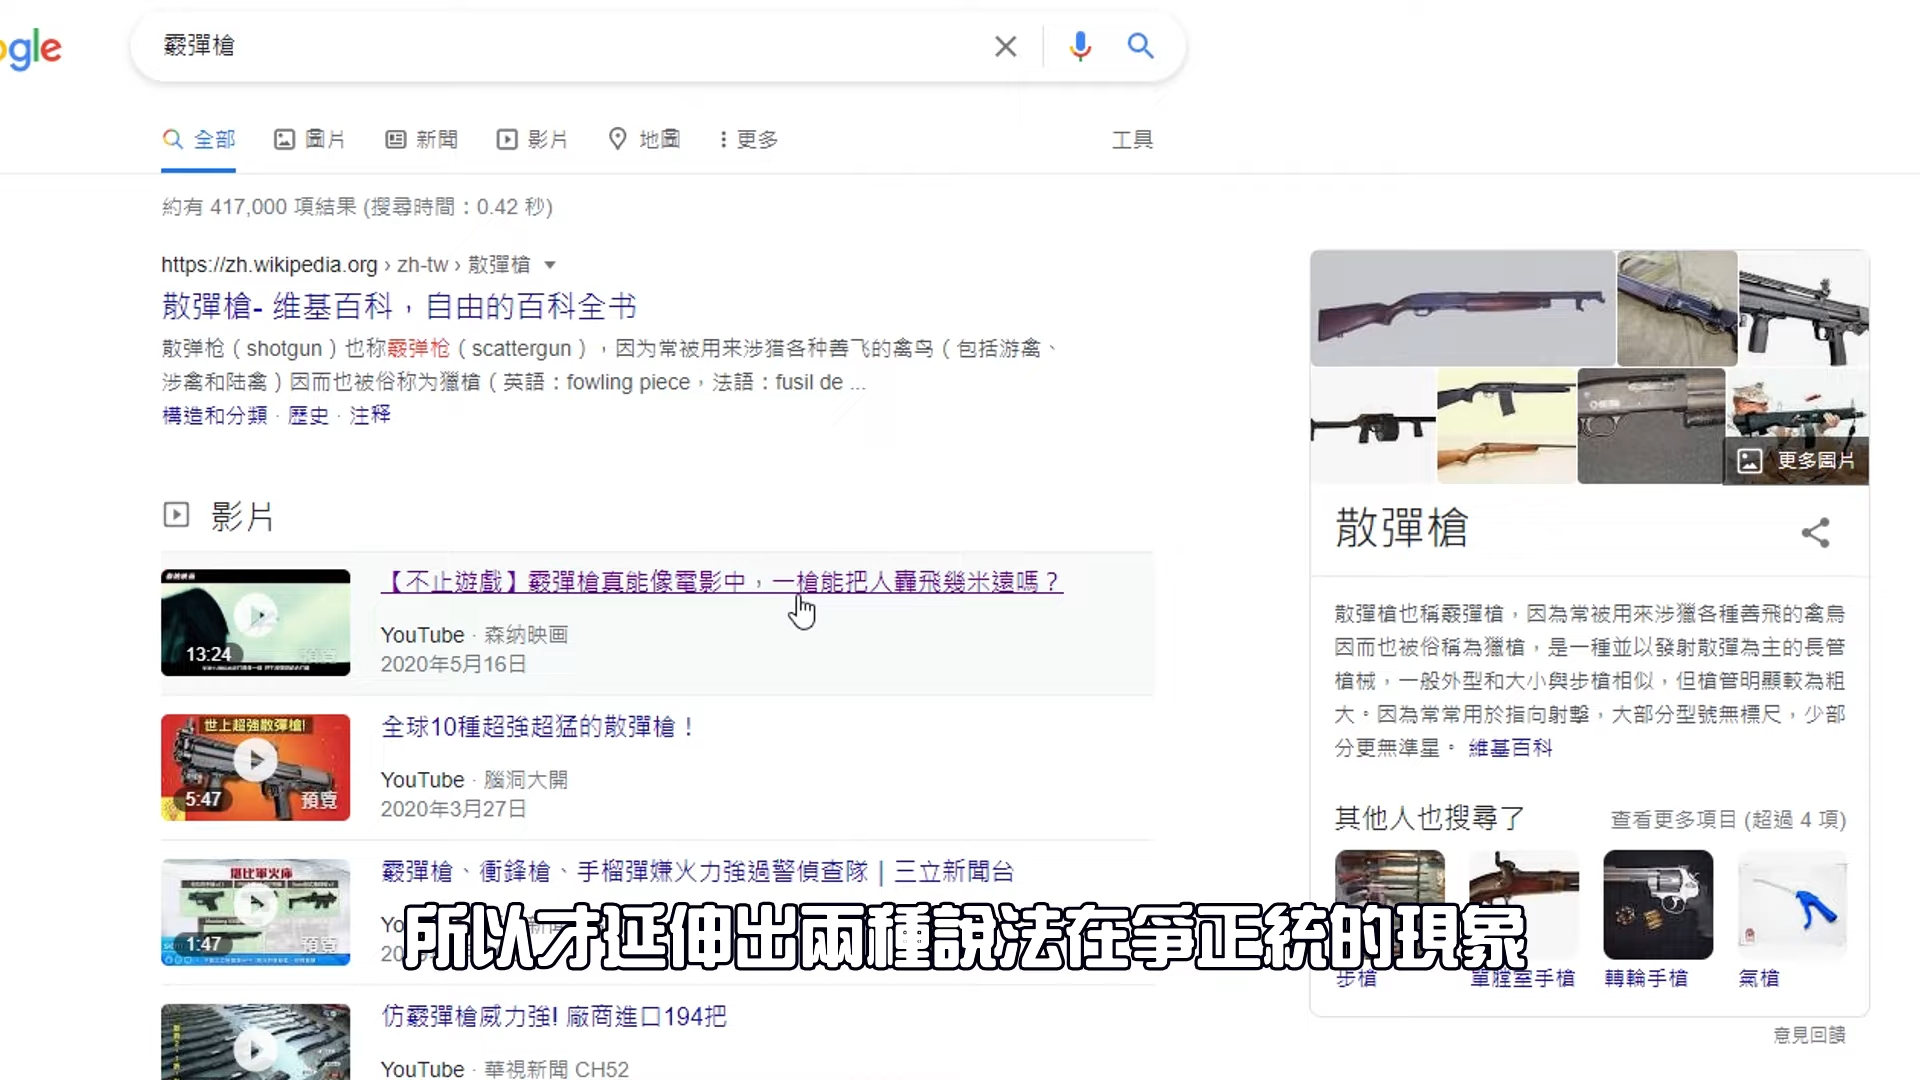 ogle
霰彈槍
全部
圖片
新聞
影片
地圖
更多
工具
約有 417,000 項結果 (搜尋時間：0.42 秒)
https://zh.wikipedia.org › zh-tw › 散彈槍
散彈槍- 维基百科，自由的百科全书
散弹枪（shotgun）也称霰弹枪（scattergun），因为常被用来涉猎各种善飞的禽鸟（包括游禽、
涉禽和陆禽）因而也被俗称为獵槍（英語：fowling piece，法語：fusil de ...
構造和分類 · 歷史 · 注释
影片
【不止遊戲】霰彈槍真能像電影中，一槍能把人轟飛幾米遠嗎？
13:24
YouTube · 森纳映画
2020年5月16日
世上超強散彈槍!
全球10種超強超猛的散彈槍！
5:47
預覽
YouTube · 腦洞大開
2020年3月27日
堪比軍火庫
霰彈槍、衝鋒槍、手榴彈嫌火力強過警偵查隊｜三立新聞台
1:47
預覽
仿霰彈槍威力強! 廠商進口194把
YouTube · 華視新聞 CH52
更多圖片
散彈槍
散彈槍也稱霰彈槍，因為常被用來涉獵各種善飛的禽鳥
因而也被俗稱為獵槍，是一種並以發射散彈為主的長管
槍械，一般外型和大小與步槍相似，但槍管明顯較為粗
大。因為常常用於指向射擊，大部分型號無標尺，少部
分更無準星。 維基百科
其他人也搜尋了
查看更多項目 (超過 4 項)
步槍
單膛室手槍
轉輪手槍
氣槍
意見回饋
所以才延伸出兩種說法在爭正統的現象